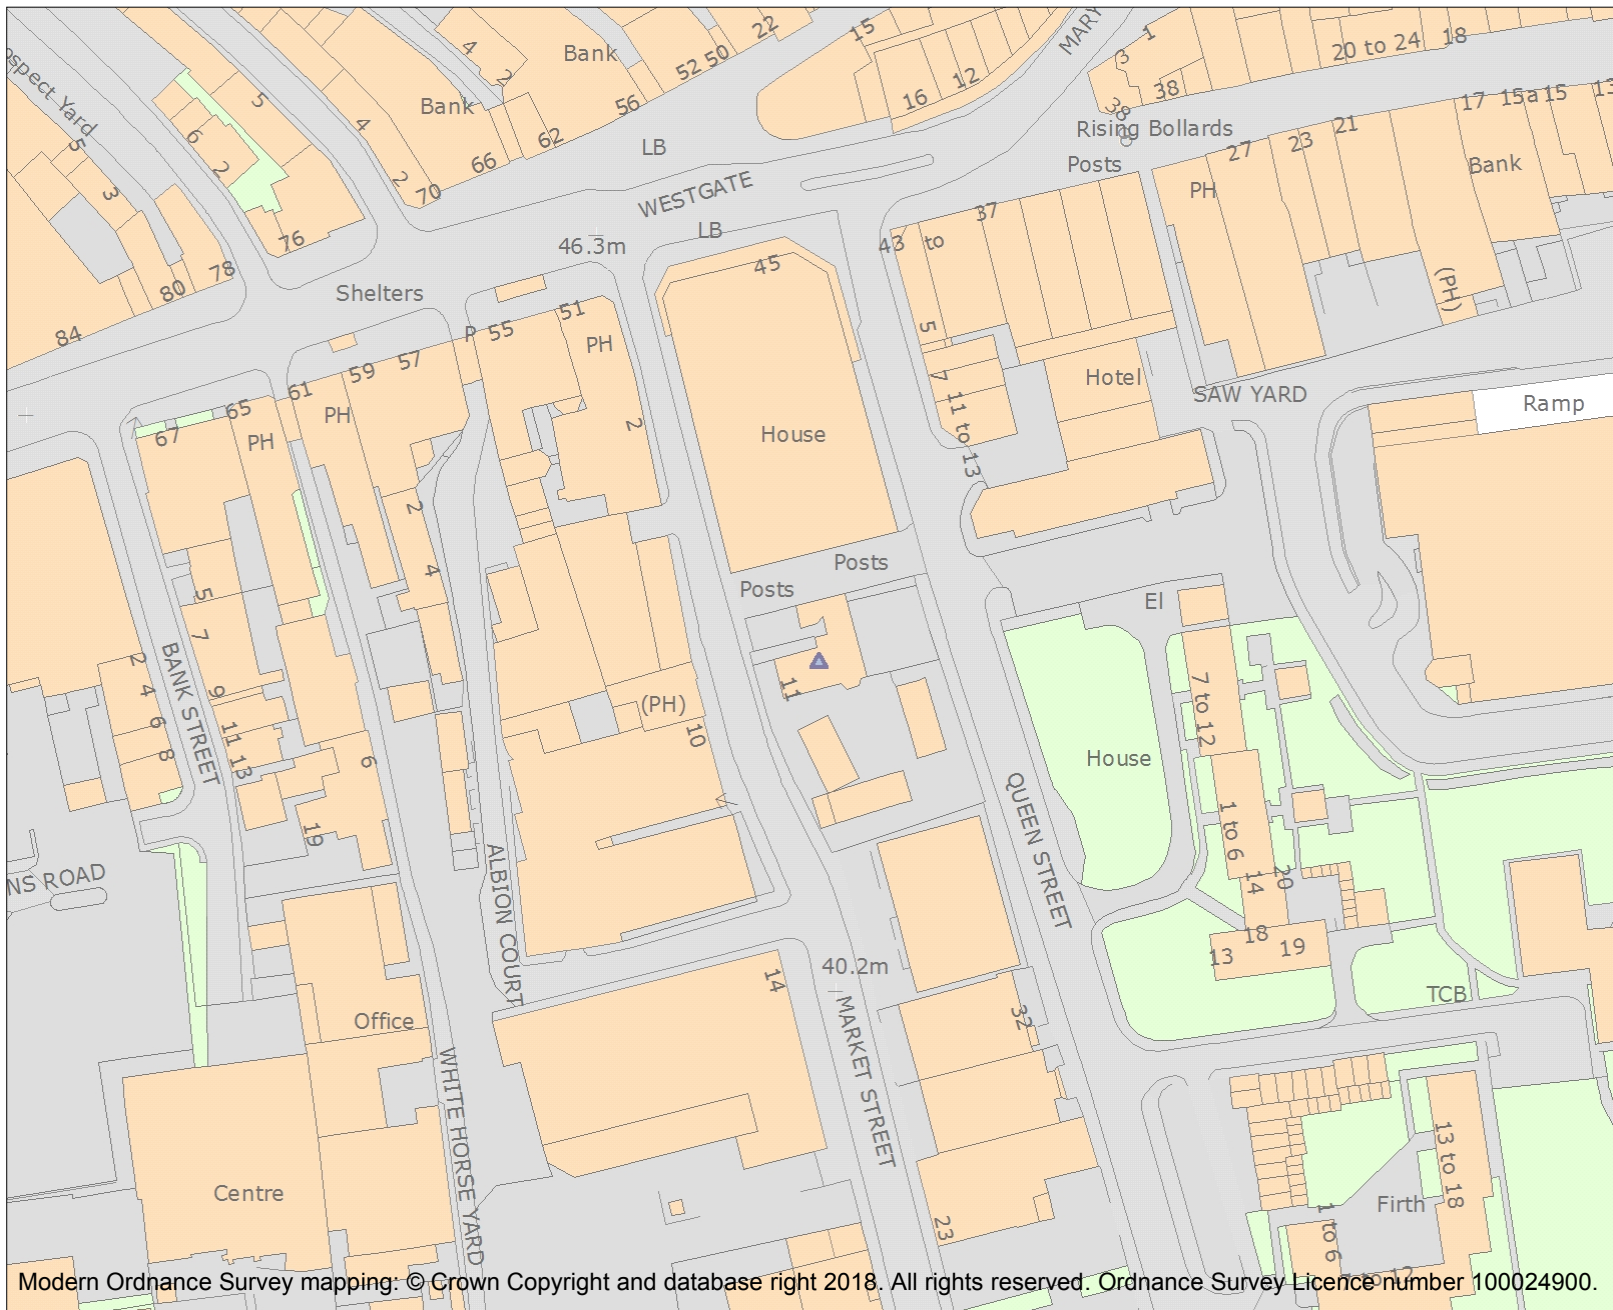 MARY
22
15
1
3
4
2
Bank
52 50
20 to 24
18
38
12
16
ospect Yard
5
4
Bank
56
38
17
15a
15
13
5
6
2
62
LB
Rising Bollards
21
23
27
Posts
Bank
PH
66
3
2
70
WESTGATE
37
LB
43 to
76
46.3m
45
78
80
Shelters
(PH)
84
P
55
51
PH
5
57
59
61
7
Hotel
SAW YARD
Ramp
65
67
PH
PH
2
House
11 to 13
2
4
Posts
Posts
El
5
7
BANK STREET
2
4
6
8
9
11
13
19
6
11
(PH)
10
7 to 12
House
1 to 6
14
20
QUEEN STREET
NS ROAD
ALBION COURT
18
19
13
40.2m
14
TCB
Office
32
MARKET STREET
WHITE HORSE YARD
13 to 18
Centre
Firth
23
1 to 6
12
Modern Ordnance Survey mapping: © Crown Copyright and database right 2018. All rights reserved. Ordnance Survey Licence number 100024900.